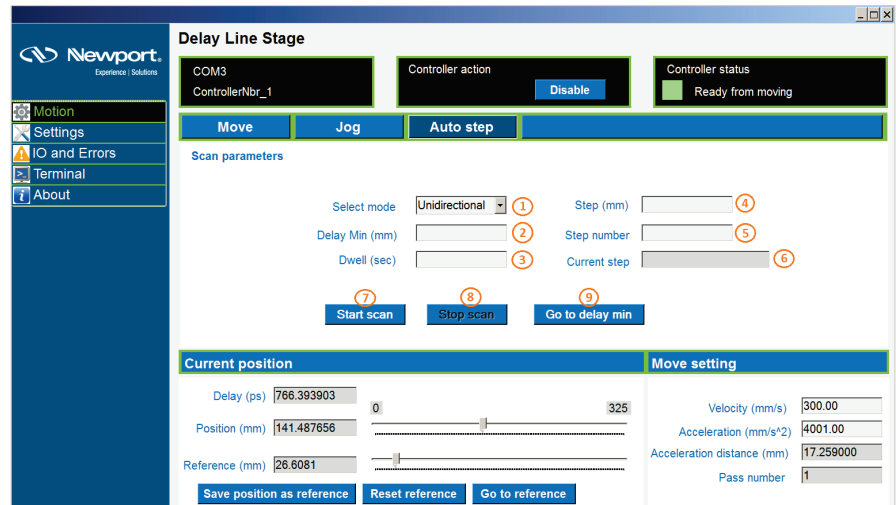 Newport®
Experience | Solutions
Motion
Settings
IO and Errors
Terminal
About
Delay Line Stage
COM3
ControllerNbr_1
Controller action
Disable
Controller status
Ready from moving
Move Jog Auto step
Scan parameters
Select mode Unidirectional 1 Step (mm) 4
Delay Min (mm) 2 Step number 5
Dwell (sec) 3 Current step 6
7 8 9
Start scan Stop scan Go to delay min
Current position
Delay (ps) 766.393903
0 325
Position (mm) 141.487656
Reference (mm) 26.6081
Save position as reference Reset reference Go to reference
Move setting
Velocity (mm/s) 300.00
Acceleration (mm/s^2) 4001.00
Acceleration distance (mm) 17.259000
Pass number 1